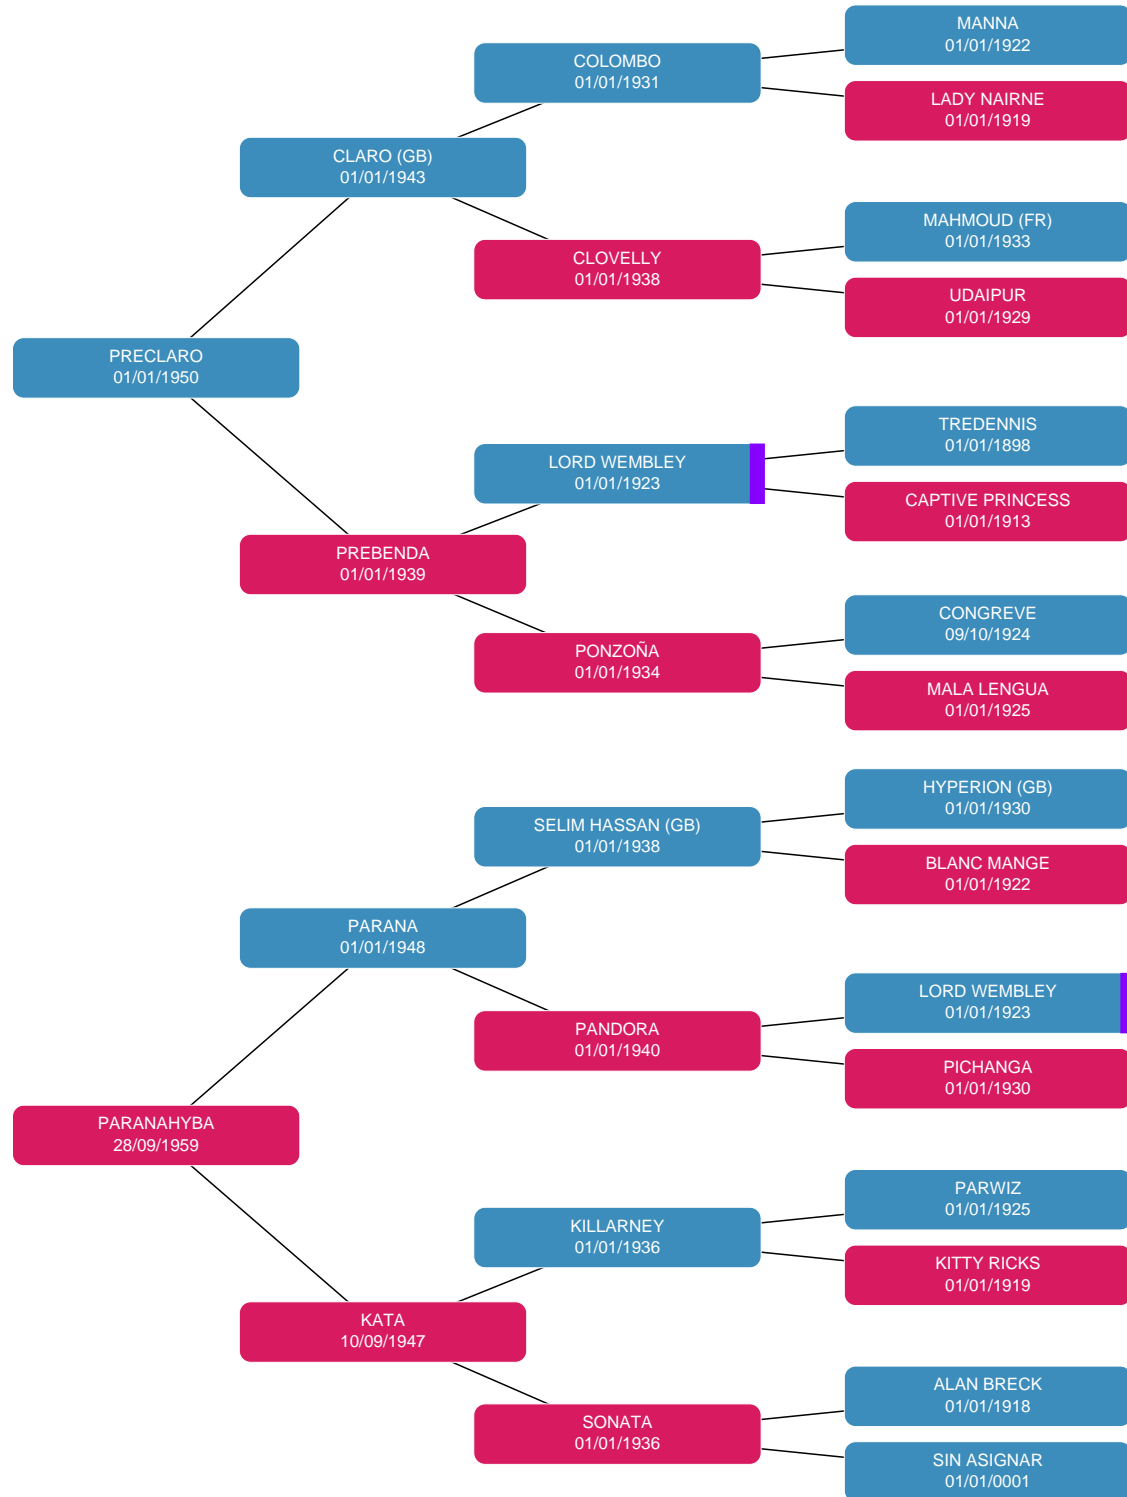 MANNA
01/01/1922
COLOMBO
01/01/1931
LADY NAIRNE
01/01/1919
CLARO (GB)
01/01/1943
MAHMOUD (FR)
01/01/1933
CLOVELLY
01/01/1938
UDAIPUR
01/01/1929
PRECLARO
01/01/1950
TREDENNIS
01/01/1898
LORD WEMBLEY
01/01/1923
CAPTIVE PRINCESS
01/01/1913
PREBENDA
01/01/1939
CONGREVE
09/10/1924
PONZOÑA
01/01/1934
MALA LENGUA
01/01/1925
HYPERION (GB)
01/01/1930
SELIM HASSAN (GB)
01/01/1938
BLANC MANGE
01/01/1922
PARANA
01/01/1948
LORD WEMBLEY
01/01/1923
PANDORA
01/01/1940
PICHANGA
01/01/1930
PARANAHYBA
28/09/1959
PARWIZ
01/01/1925
KILLARNEY
01/01/1936
KITTY RICKS
01/01/1919
KATA
10/09/1947
ALAN BRECK
01/01/1918
SONATA
01/01/1936
SIN ASIGNAR
01/01/0001